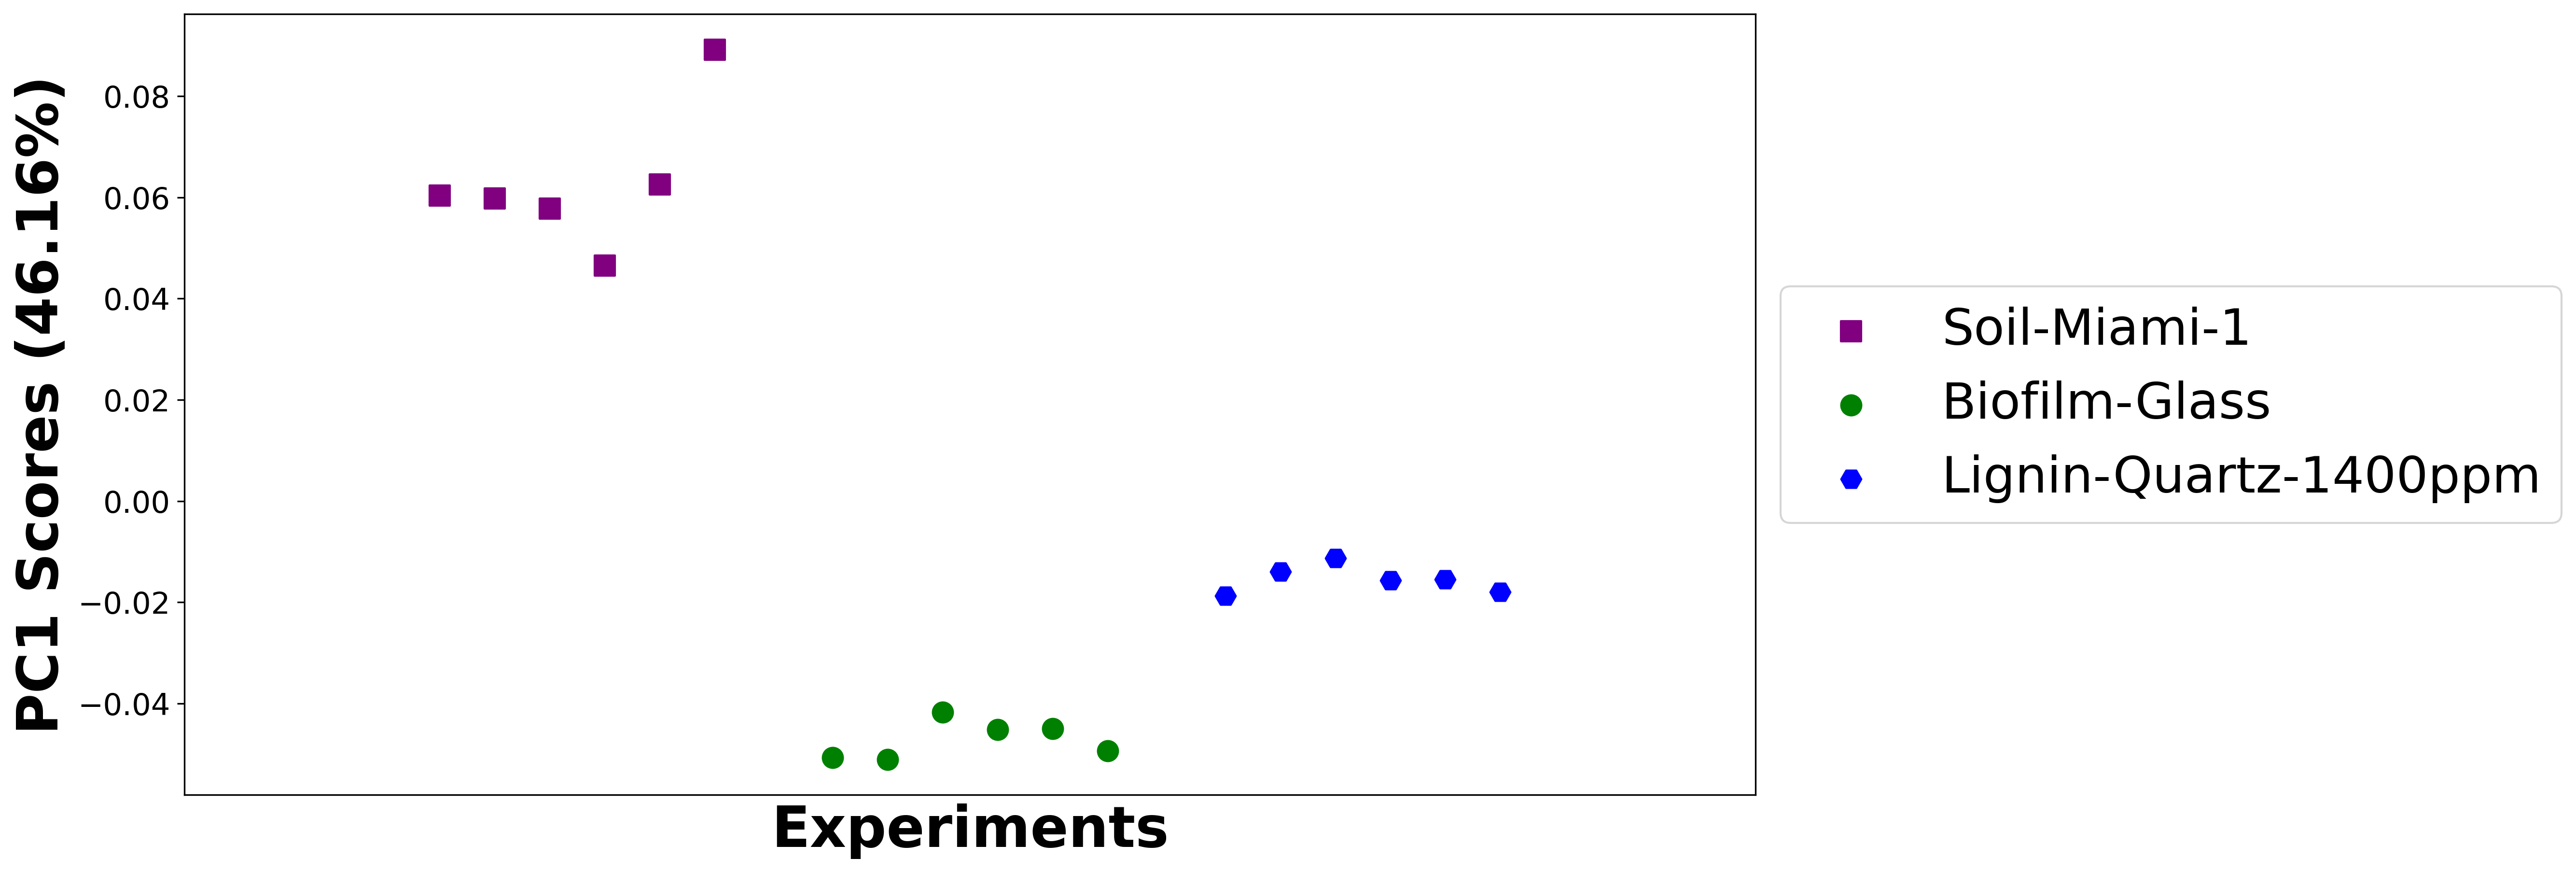 PC1 Scores (46.16%)
0.08
0.06
0.04
0.02
0.00
−0.02
−0.04
Experiments
Soil-Miami-1
Biofilm-Glass
Lignin-Quartz-1400ppm